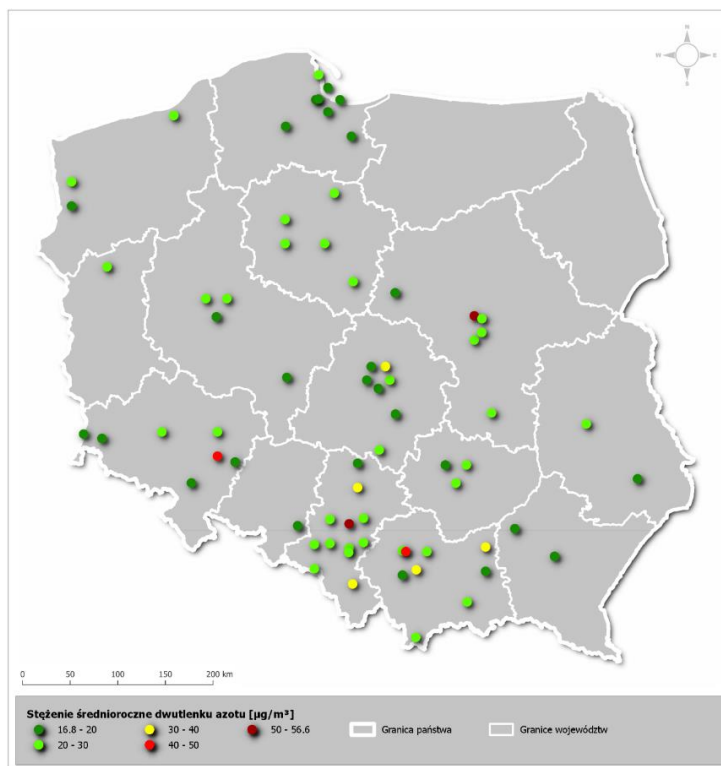 0 50 100 150 200 km
Stężenie średnioroczne dwutlenku azotu [µg/m³]
16.8 - 20 30 - 40 50 - 56.6 Granica państwa Granice województw
20 - 30 40 - 50